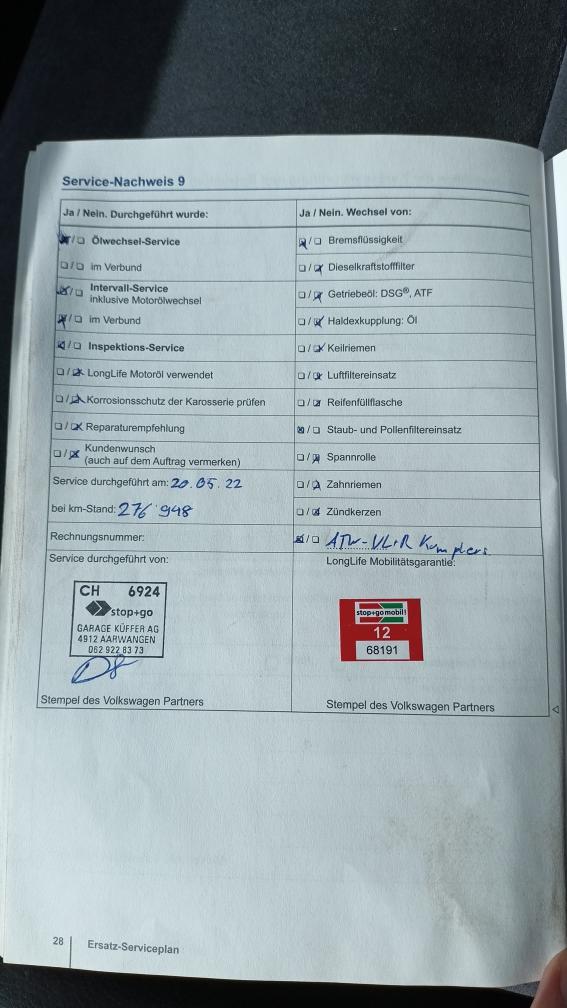 Service-Nachweis 9
Ja / Nein. Durchgeführt wurde:
Ölwechsel-Service
im Verbund
Intervall-Service
inklusive Motorölwechsel
im Verbund
Inspektions-Service
LongLife Motoröl verwendet
Korrosionsschutz der Karosserie prüfen
Reparaturempfehlung
Kundenwunsch
(auch auf dem Auftrag vermerken)
Service durchgeführt am: 20.05.22
bei km-Stand: 276'948
Rechnungsnummer:
Service durchgeführt von:
CH 6924
stop+go
GARAGE KÜFFER AG
4912 AARWANGEN
062 922 83 73
Stempel des Volkswagen Partners
Ja / Nein. Wechsel von:
Bremsflüssigkeit
Dieselkraftstofffilter
Getriebeöl: DSG®, ATF
Haldexkupplung: Öl
Keilriemen
Luftfiltereinsatz
Reifenfüllflasche
Staub- und Pollenfiltereinsatz
Spannrolle
Zahnriemen
Zündkerzen
ATW-VL+R
LongLife Mobilitätsgarantie:
stop+go mobil!
12
68191
Stempel des Volkswagen Partners
28 Ersatz-Serviceplan